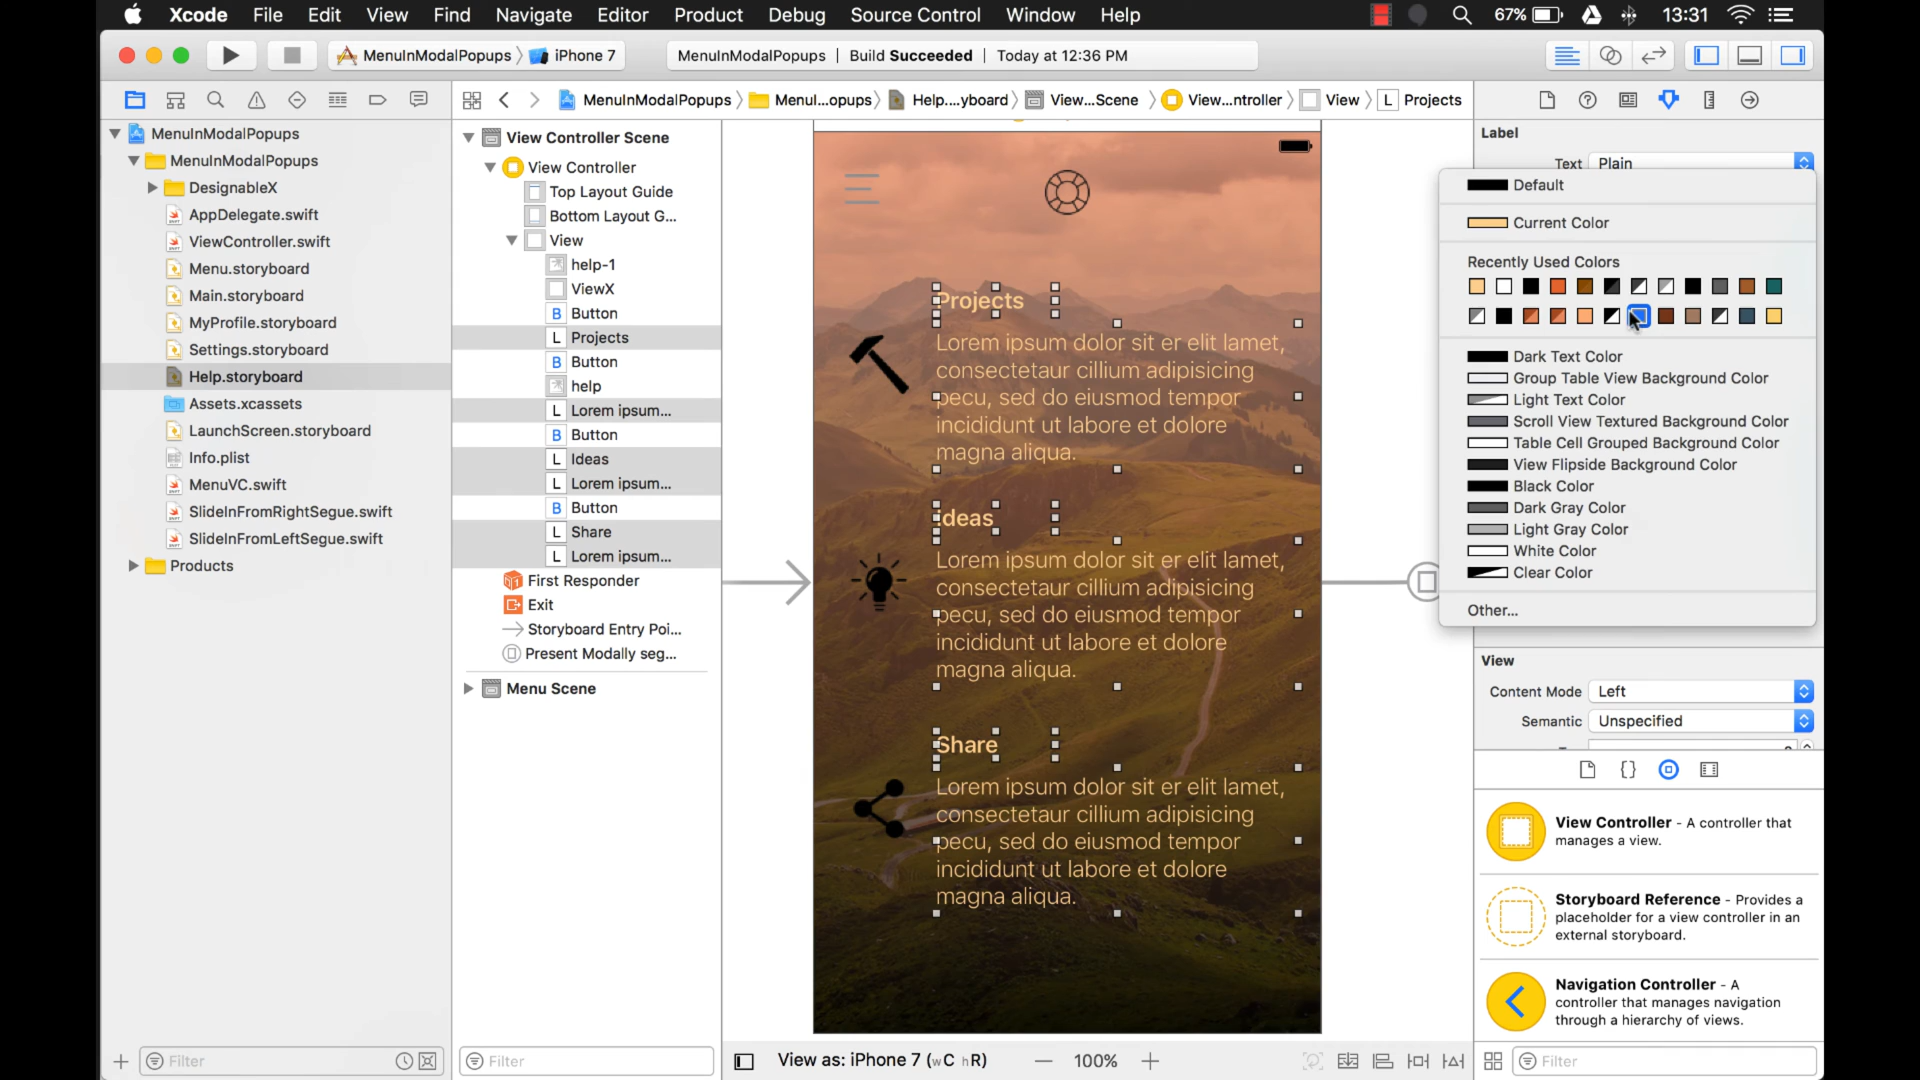 Xcode File Edit View Find Navigate Editor Product Debug Source Control Window Help 67% 13:31
MenuInModalPopups iPhone 7 MenuInModalPopups | Build Succeeded | Today at 12:36 PM
MenuInModalPopups MenuI...opups Help....yboard View...Scene View...ntroller View L Projects
MenuInModalPopups
MenuInModalPopups
DesignableX
AppDelegate.swift
ViewController.swift
Menu.storyboard
Main.storyboard
MyProfile.storyboard
Settings.storyboard
Help.storyboard
Assets.xcassets
LaunchScreen.storyboard
Info.plist
MenuVC.swift
SlideInFromRightSegue.swift
SlideInFromLeftSegue.swift
Products
Filter
View Controller Scene
View Controller
Top Layout Guide
Bottom Layout G...
View
help-1
ViewX
B Button
L Projects
B Button
help
L Lorem ipsum...
B Button
L Ideas
L Lorem ipsum...
B Button
L Share
L Lorem ipsum...
First Responder
Exit
Storyboard Entry Poi...
Present Modally seg...
Menu Scene
Filter
Projects
Lorem ipsum dolor sit er elit lamet,
consectetaur cillium adipisicing
pecu, sed do eiusmod tempor
incididunt ut labore et dolore
magna aliqua.
Ideas
Lorem ipsum dolor sit er elit lamet,
consectetaur cillium adipisicing
pecu, sed do eiusmod tempor
incididunt ut labore et dolore
magna aliqua.
Share
Lorem ipsum dolor sit er elit lamet,
consectetaur cillium adipisicing
pecu, sed do eiusmod tempor
incididunt ut labore et dolore
magna aliqua.
View as: iPhone 7 (wC hR) 100%
Label
Text Plain
Default
Current Color
Recently Used Colors
Dark Text Color
Group Table View Background Color
Light Text Color
Scroll View Textured Background Color
Table Cell Grouped Background Color
View Flipside Background Color
Black Color
Dark Gray Color
Light Gray Color
White Color
Clear Color
Other...
View
Content Mode Left
Semantic Unspecified
View Controller - A controller that
manages a view.
Storyboard Reference - Provides a
placeholder for a view controller in an
external storyboard.
Navigation Controller - A
controller that manages navigation
through a hierarchy of views.
Filter